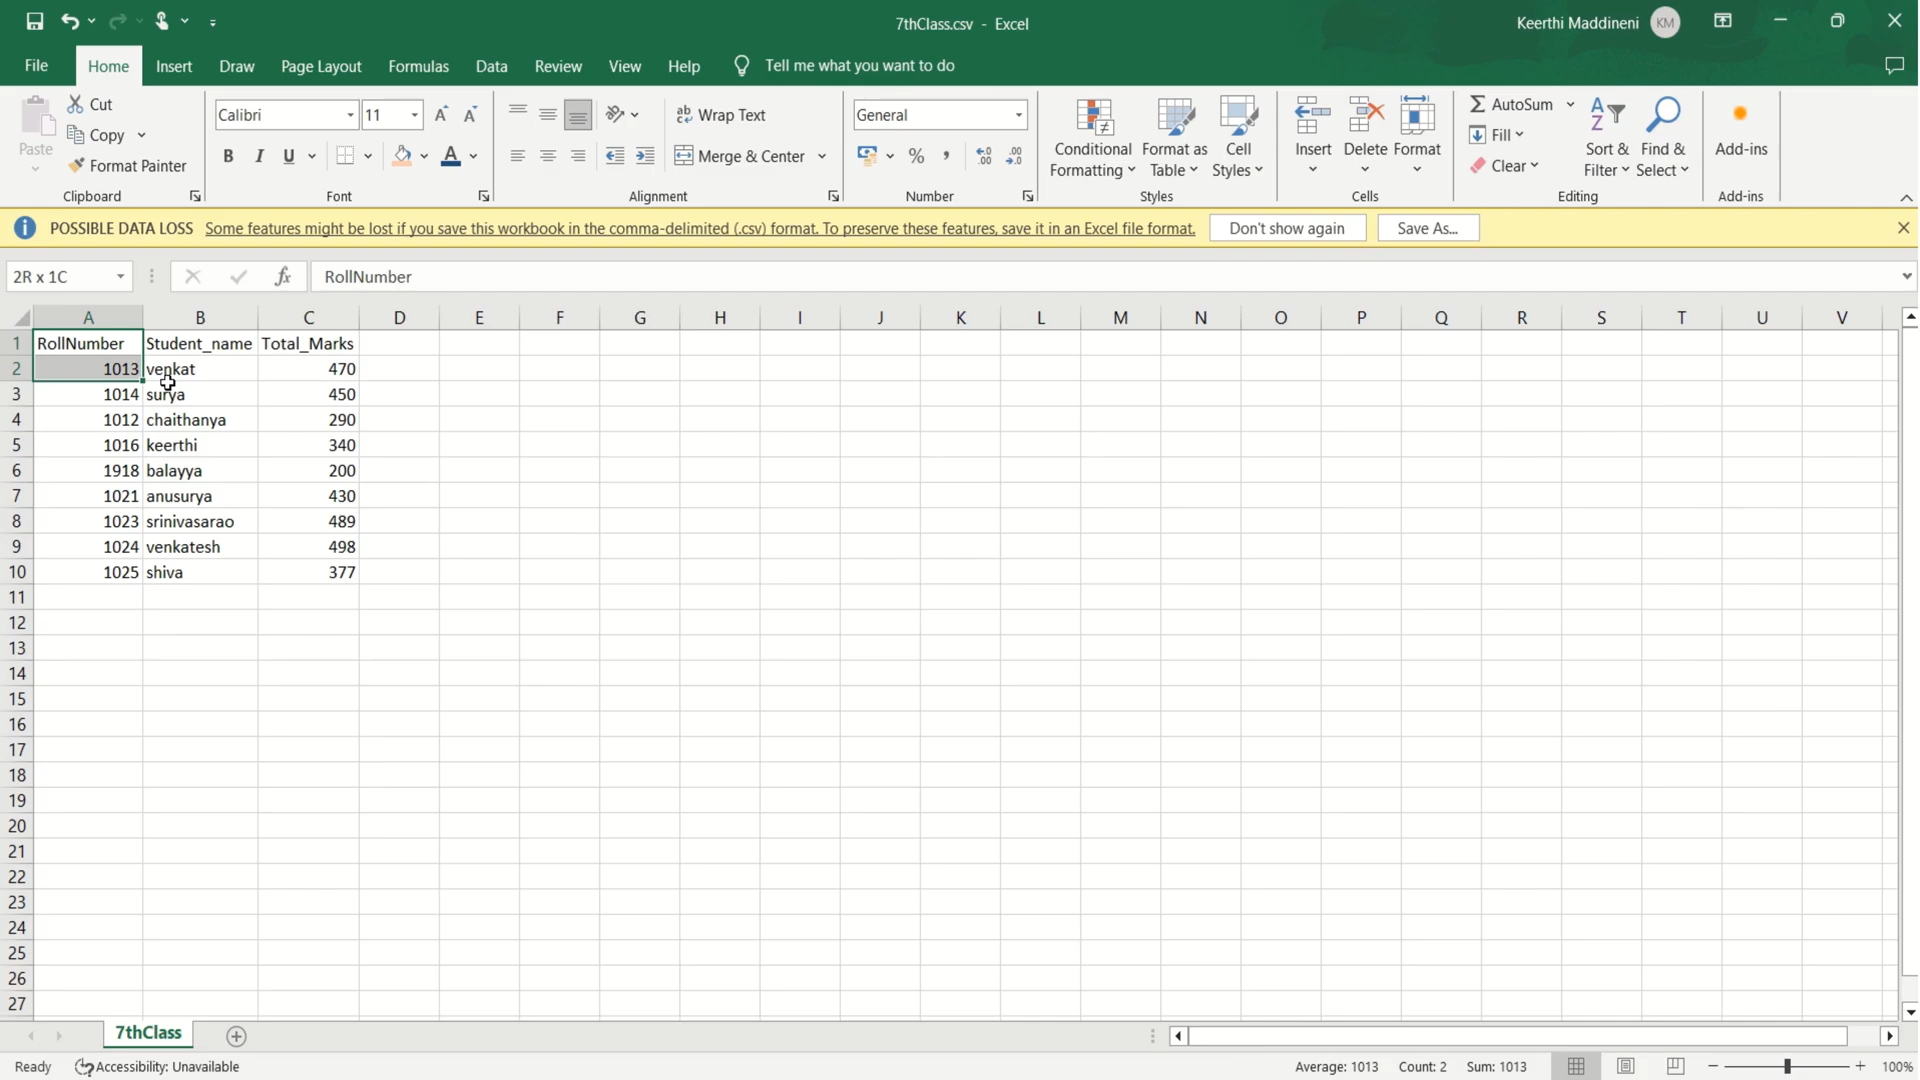 7thClass.csv - Excel
Keerthi Maddineni KM
File Home Insert Draw Page Layout Formulas Data Review View Help Tell me what you want to do
Paste Cut Copy Format Painter Clipboard
Calibri 11 B I U A Font
Wrap Text Merge & Center Alignment
General % , Number
Conditional Formatting Format as Table Cell Styles Styles
Insert Delete Format Cells
AutoSum Fill Clear Sort & Filter Find & Select Editing
Add-ins Add-ins
POSSIBLE DATA LOSS Some features might be lost if you save this workbook in the comma-delimited (.csv) format. To preserve these features, save it in an Excel file format. Don't show again Save As...
2R x 1C fx RollNumber
A B C D E F G H I J K L M N O P Q R S T U V
1 RollNumber Student_name Total_Marks
2 1013 venkat 470
3 1014 surya 450
4 1012 chaithanya 290
5 1016 keerthi 340
6 1918 balayya 200
7 1021 anusurya 430
8 1023 srinivasarao 489
9 1024 venkatesh 498
10 1025 shiva 377
11
12
13
14
15
16
17
18
19
20
21
22
23
24
25
26
27
7thClass
Ready Accessibility: Unavailable Average: 1013 Count: 2 Sum: 1013 100%